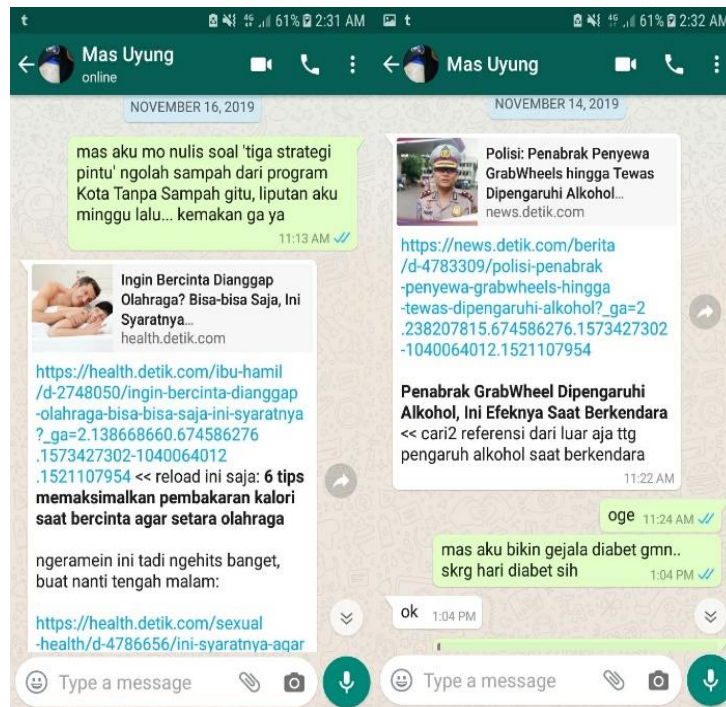 t
61% 2:31 AM
Mas Uyung
online
NOVEMBER 16, 2019
mas aku mo nulis soal 'tiga strategi
pintu' ngolah sampah dari program
Kota Tanpa Sampah gitu, liputan aku
minggu lalu... kemakan ga ya
11:13 AM
Ingin Bercinta Dianggap
Olahraga? Bisa-bisa Saja, Ini
Syaratnya...
health.detik.com
https://health.detik.com/ibu-hamil
/d-2748050/ingin-bercinta-dianggap
-olahraga-bisa-bisa-saja-ini-syaratnya
?_ga=2.138668660.674586276
.1573427302-1040064012
.1521107954 << reload ini saja: 6 tips
memaksimalkan pembakaran kalori
saat bercinta agar setara olahraga
ngeramein ini tadi ngehits banget,
buat nanti tengah malam:
https://health.detik.com/sexual
-health/d-4786656/ini-syaratnya-agar
Type a message
t
4G 61% 2:32 AM
Mas Uyung
NOVEMBER 14, 2019
Polisi: Penabrak Penyewa
GrabWheels hingga Tewas
Dipengaruhi Alkohol...
news.detik.com
https://news.detik.com/berita
/d-4783309/polisi-penabrak
-penyewa-grabwheels-hingga
-tewas-dipengaruhi-alkohol?_ga=2
.238207815.674586276.1573427302
-1040064012.1521107954
Penabrak GrabWheel Dipengaruhi
Alkohol, Ini Efeknya Saat Berkendara
<< cari2 referensi dari luar aja ttg
pengaruh alkohol saat berkendara
11:22 AM
oge 11:24 AM
mas aku bikin gejala diabet gmn..
skrg hari diabet sih
1:04 PM
ok 1:04 PM
Type a message